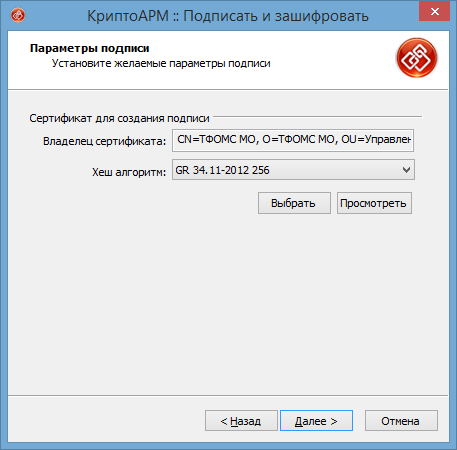 КриптоАРМ :: Подписать и зашифровать
Параметры подписи
Установите желаемые параметры подписи
Сертификат для создания подписи
Владелец сертификата: CN=ТФОМС МО, O=ТФОМС МО, OU=Управлен
Хеш алгоритм: GR 34.11-2012 256
Выбрать Просмотреть
< Назад Далее > Отмена